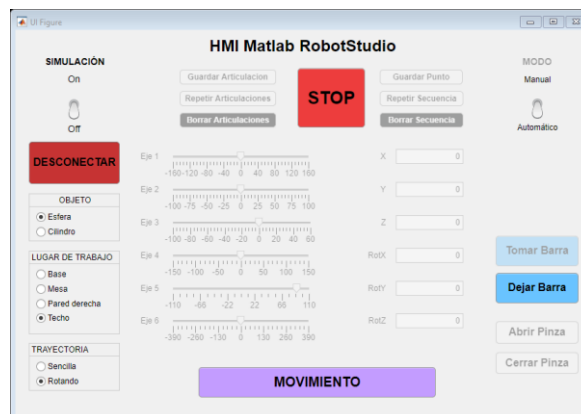 UI Figure
HMI Matlab RobotStudio
SIMULACIÓN
On
Off
DESCONECTAR
OBJETO
Esfera
Cilindro
LUGAR DE TRABAJO
Base
Mesa
Pared derecha
Techo
TRAYECTORIA
Sencilla
Rotando
Guardar Articulacion
Repetir Articulaciones
Borrar Articulaciones
STOP
Guardar Punto
Repetir Secuencia
Borrar Secuencia
MODO
Manual
Automático
Eje 1
-160 -120 -80 -40 0 40 80 120 160
Eje 2
-100 -75 -50 -25 0 25 50 75 100
Eje 3
-100 -80 -60 -40 -20 0 20 40 60
Eje 4
-150 -100 -50 0 50 100 150
Eje 5
-110 -66 -22 22 66 110
Eje 6
-390 -260 -130 0 130 260 390
X 0
Y 0
Z 0
RotX 0
RotY 0
RotZ 0
Tomar Barra
Dejar Barra
Abrir Pinza
Cerrar Pinza
MOVIMIENTO